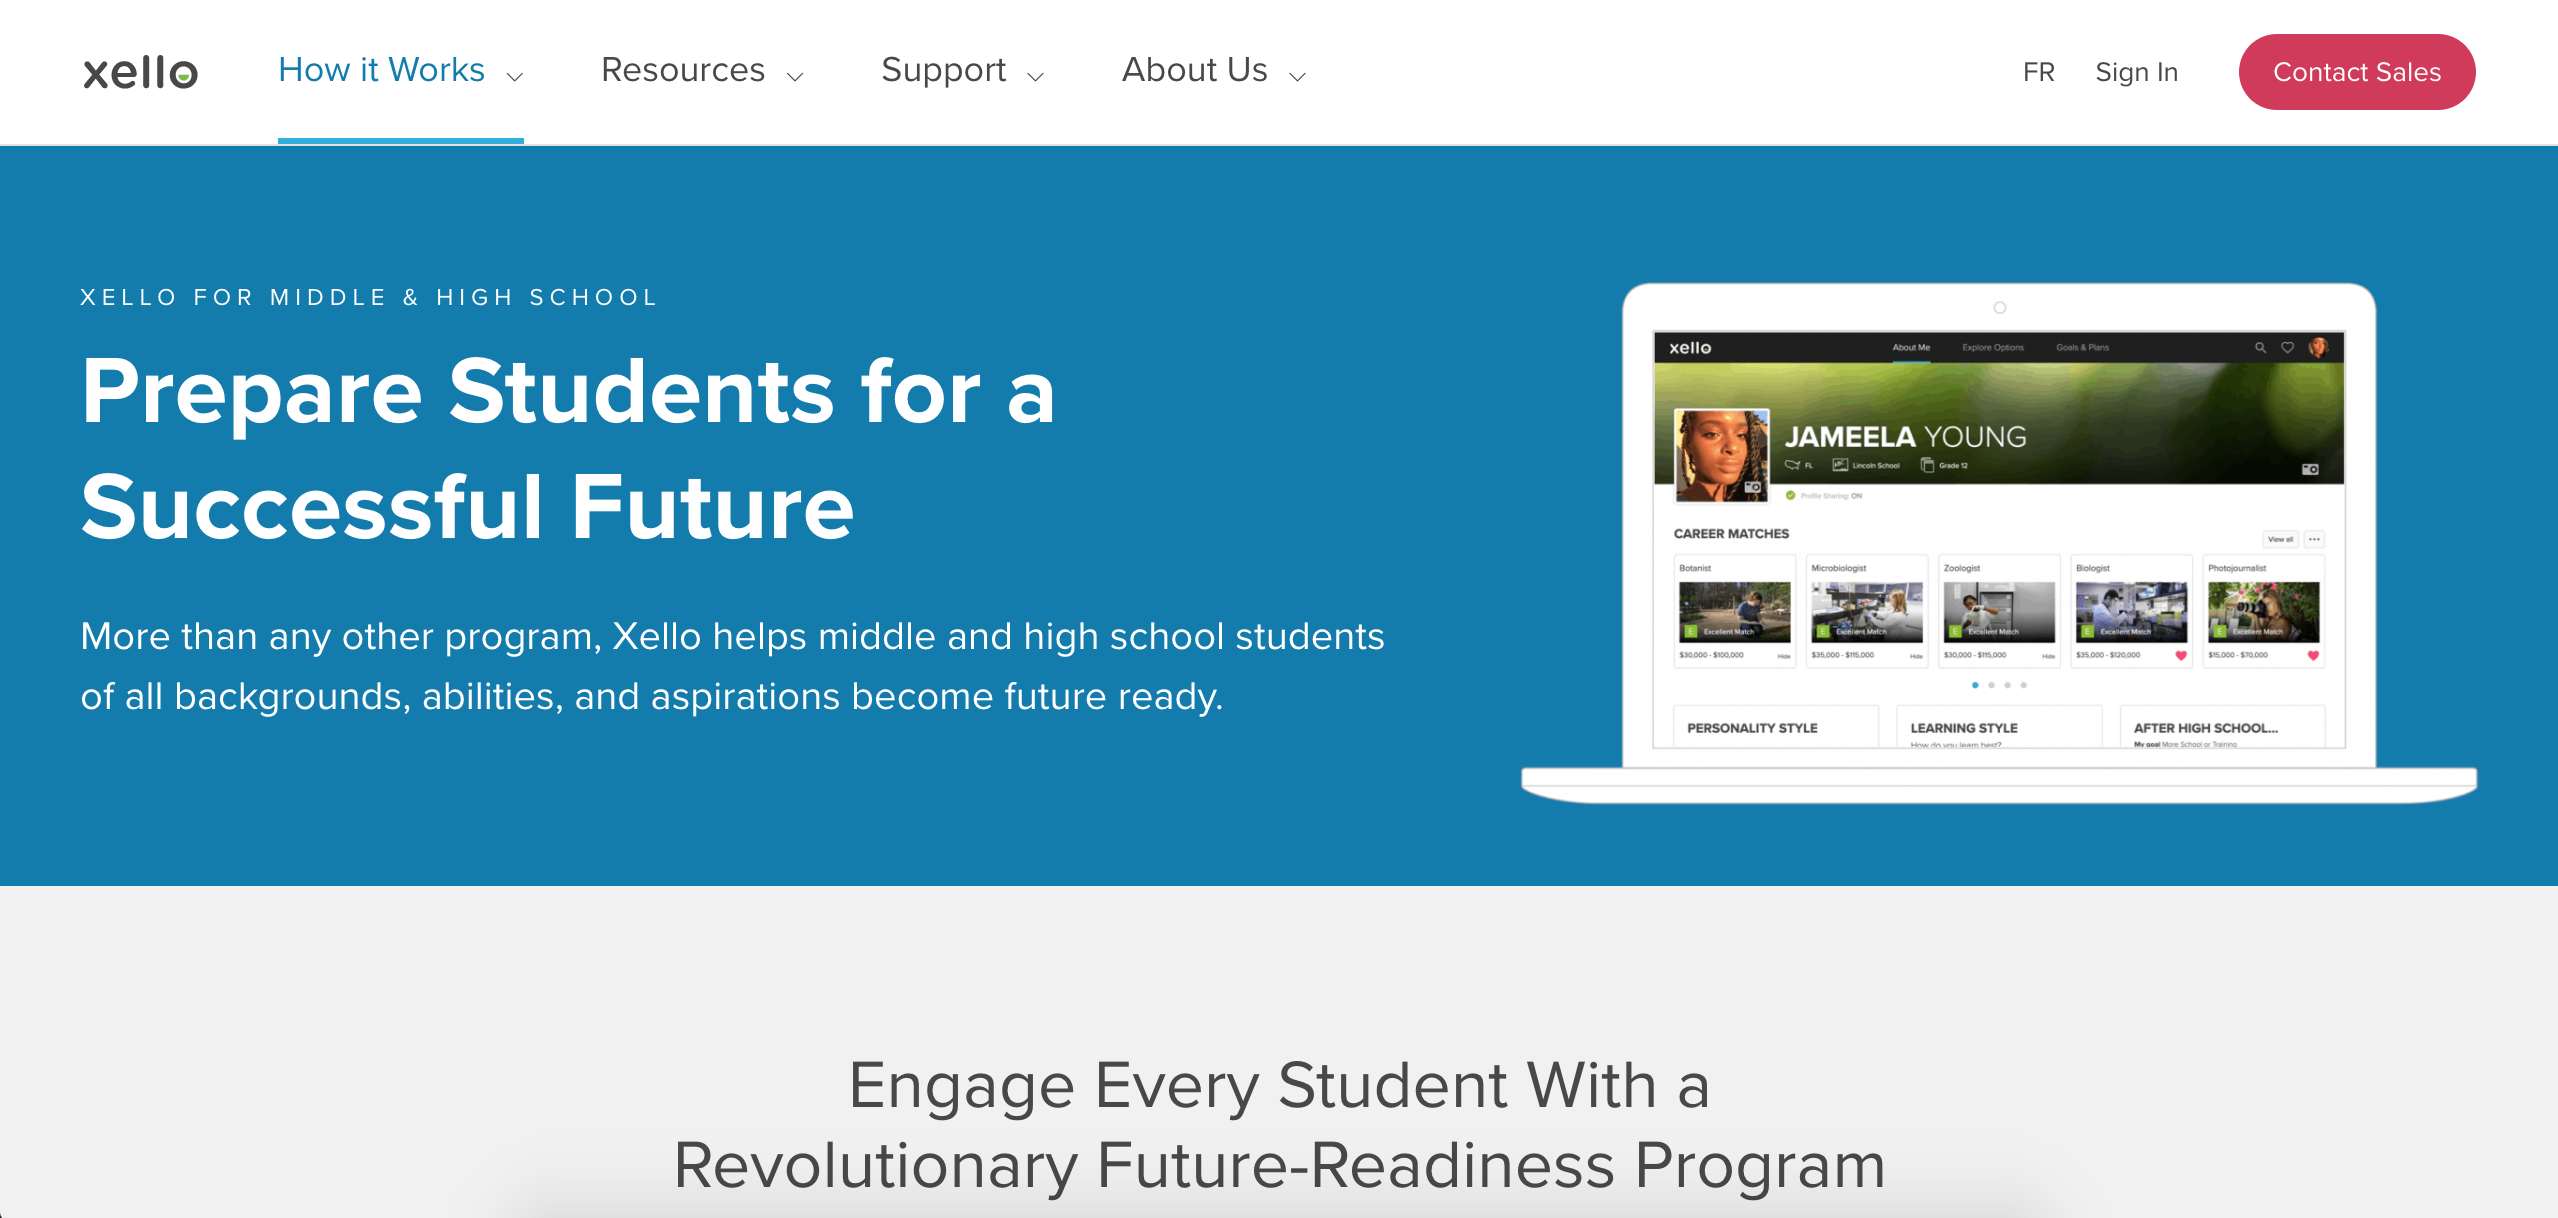 xello
How it Works
Resources
Support
About Us
FR
Sign In
Contact Sales
XELLO FOR MIDDLE & HIGH SCHOOL
Prepare Students for a
Successful Future
More than any other program, Xello helps middle and high school students
of all backgrounds, abilities, and aspirations become future ready.
xello
About Me
Explore Options
Goals & Plans
JAMEELA YOUNG
FL
Lincoln School
Grade 12
Profile Sharing: ON
CAREER MATCHES
View all
Botanist
Microbiologist
Zoologist
Biologist
Photojournalist
E Excellent Match
E Excellent Match
E Excellent Match
E Excellent Match
E Excellent Match
$30,000 - $100,000
Hide
$35,000 - $115,000
Hide
$30,000 - $115,000
Hide
$35,000 - $120,000
$15,000 - $70,000
PERSONALITY STYLE
LEARNING STYLE
How do you learn best?
AFTER HIGH SCHOOL...
My goal More School or Training
Engage Every Student With a
Revolutionary Future-Readiness Program